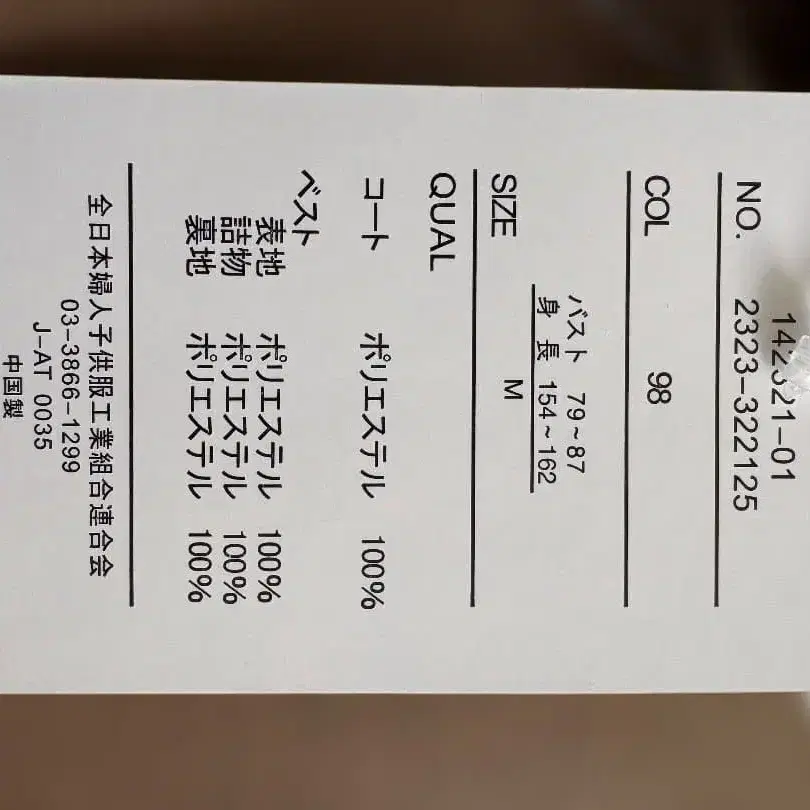 142321-01
NO. 2323-322125
COL 98
SIZE
バスト 79~87
身長 154~162
M
QUAL
コート ポリエステル 100%
ベスト
表地 ポリエステル 100%
詰物 ポリエステル 100%
裏地 ポリエステル 100%
全日本婦人子供服工業組合連合会
03-3866-1299
J-AT 0035
中国製